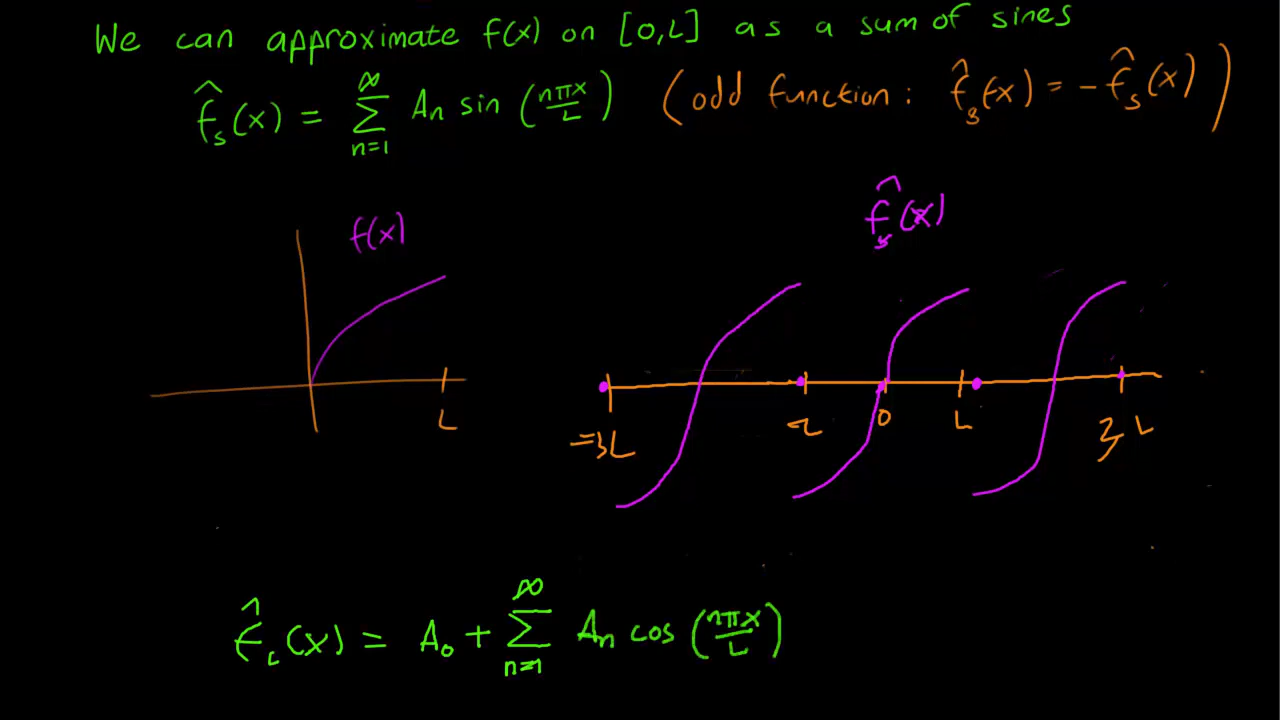 We can approximate f(x) on [0,L] as a sum of sines
f̂ₛ(x) = ∑ₙ₌₁^∞ An sin (nπx/L) (odd function: f̂ₛ(x) = -f̂ₛ(x))
f̂ₛ(x)
f(x)
-3L -L 0 L 3L
L
f̂c(x) = A₀ + ∑ₙ₌₁^∞ An cos (nπx/L)